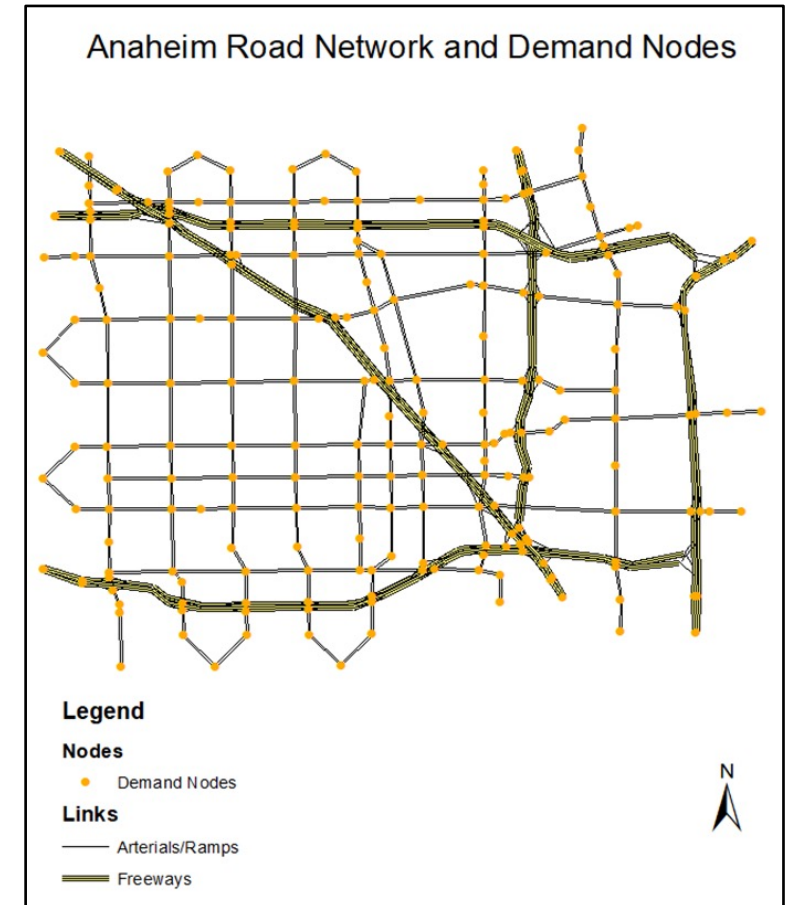 Anaheim Road Network and Demand Nodes
Legend
Nodes
Demand Nodes
Links
Arterials/Ramps
Freeways
N